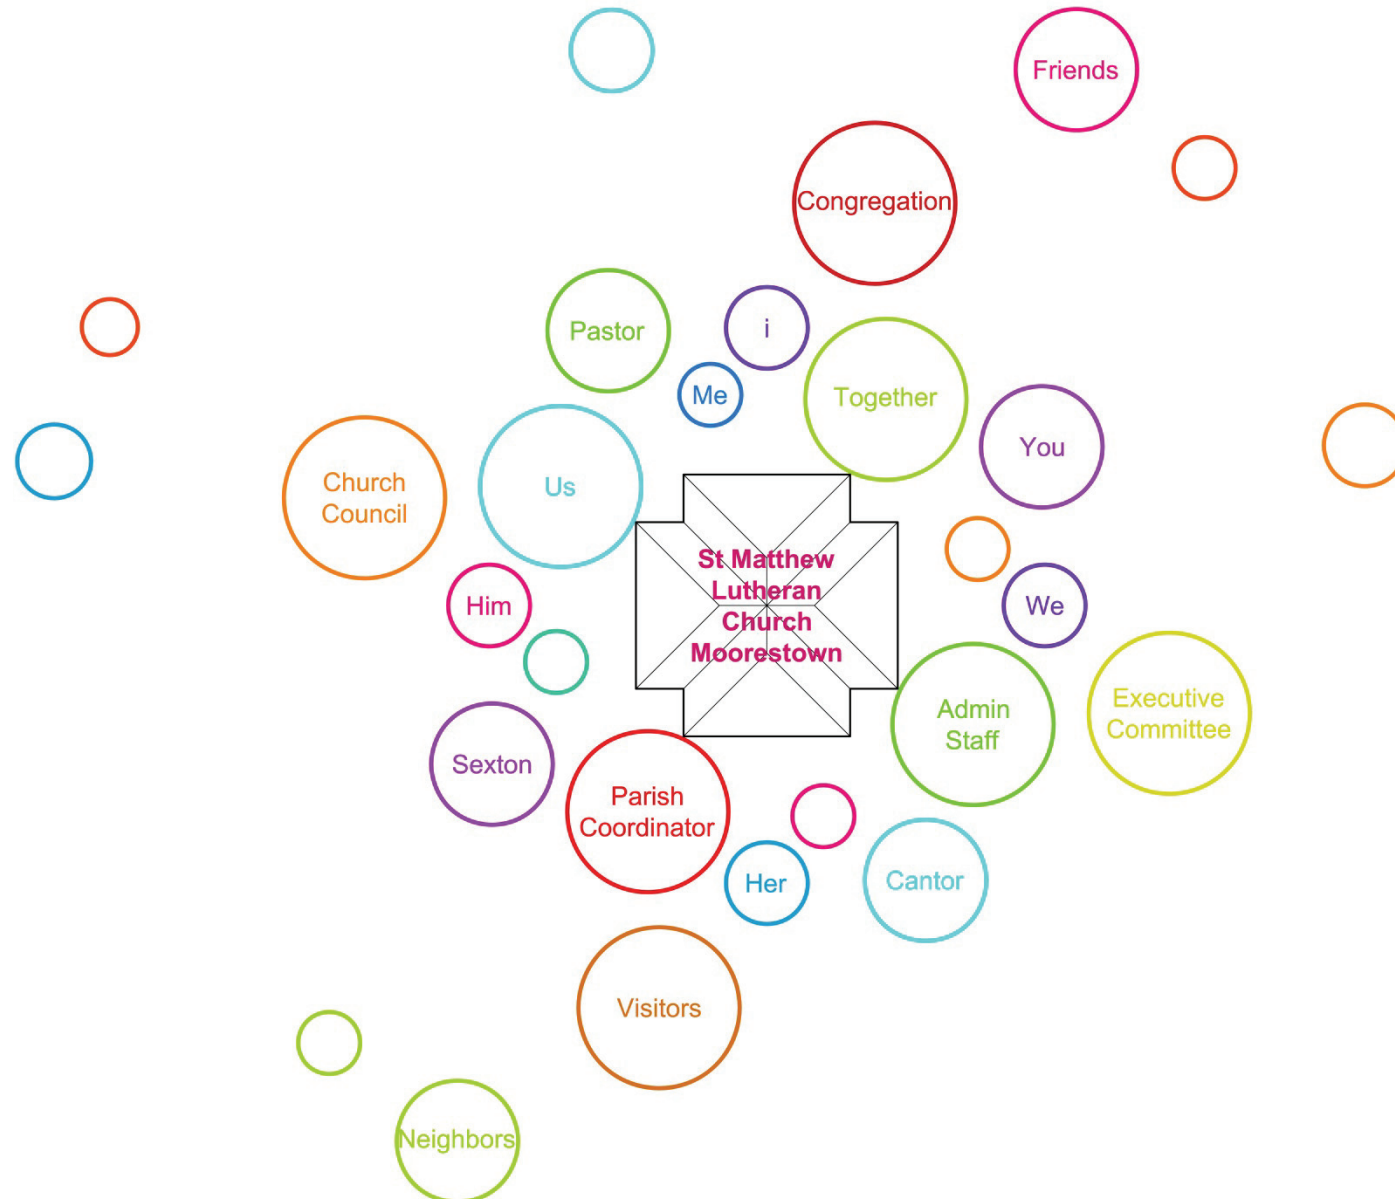 Friends
Congregation
Pastor
i
Me
Together
You
Church
Council
Us
St Matthew
Lutheran
Church
Moorestown
Him
We
Admin
Staff
Executive
Committee
Sexton
Parish
Coordinator
Her
Cantor
Visitors
Neighbors